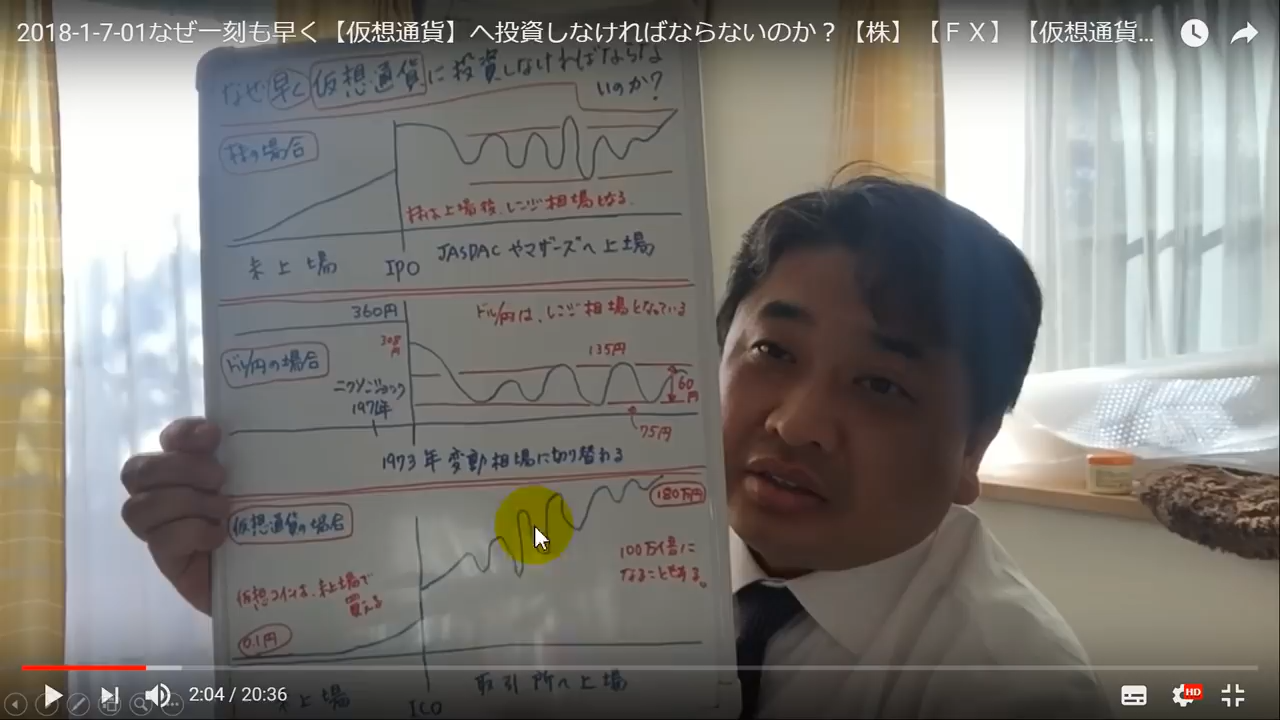 2018-1-7-01なぜ一刻も早く【仮想通貨】へ投資しなければならないのか？【株】【ＦＸ】【仮想通貨...
なぜ早く仮想通貨に投資しなければならな
いのか?
株の場合
株は上場後、レンジ相場となる。
未上場 IPO JASDACやマザーズへ上場
360円
ドル/円は、レンジ相場となっている
308円
135円
ドル/円の場合
ニクソンショック
1971年
60円
75円
1973年変動相場に切り替わる
仮想通貨の場合
180万円
100万倍に
なることもある。
仮想コインは、未上場で
買える
0.1円
取引所へ上場
上場 ICO
2:04 / 20:36
HD